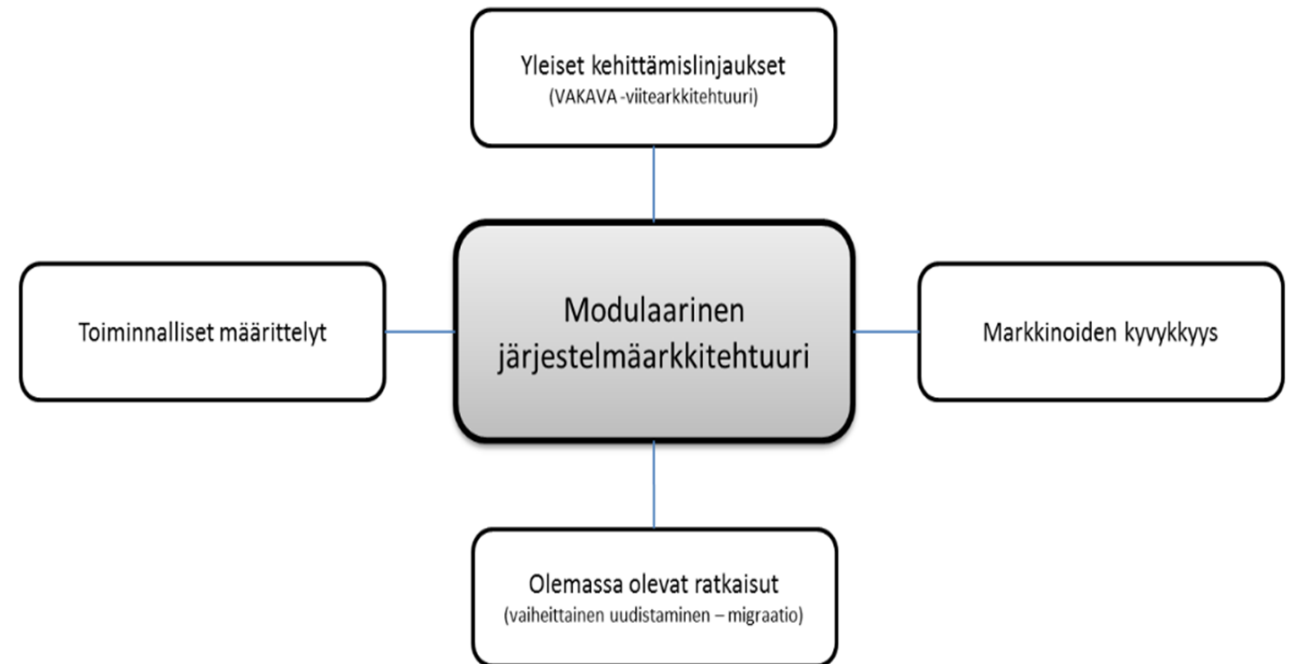 Yleiset kehittämislinjaukset
(VAKAVA -viitearkkitehtuuri)
Toiminnalliset määrittelyt
Modulaarinen
järjestelmäarkkitehtuuri
Markkinoiden kyvykkyys
Olemassa olevat ratkaisut
(vaiheittainen uudistaminen – migraatio)